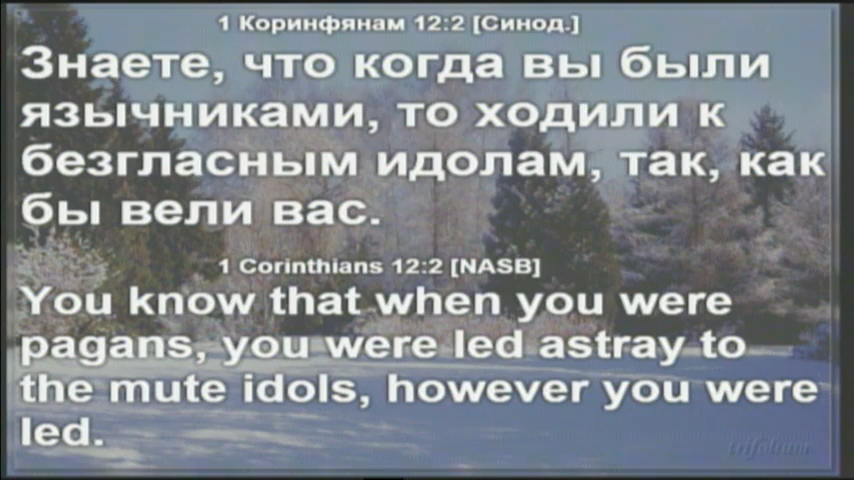 1 Коринфянам 12:2 [Синод.]
Знаете, что когда вы были
язычниками, то ходили к
безгласным идолам, так, как
бы вели вас.
1 Corinthians 12:2 [NASB]
You know that when you were
pagans, you were led astray to
the mute idols, however you were
led.
trifolium